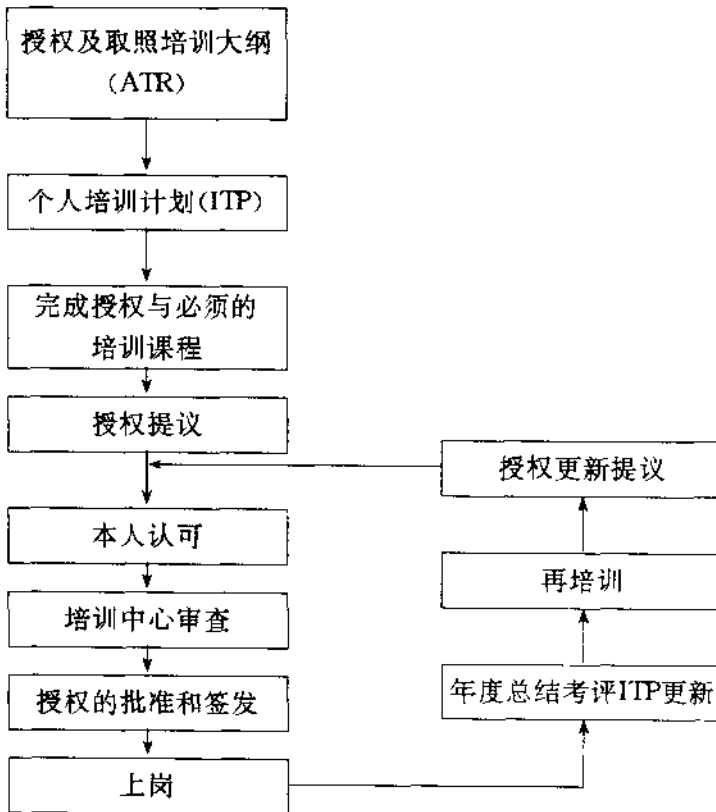 授权及取照培训大纲
(ATR)
个人培训计划(ITP)
完成授权与必须的
培训课程
授权提议
授权更新提议
本人认可
再培训
培训中心审查
年度总结考评ITP更新
授权的批准和签发
上岗